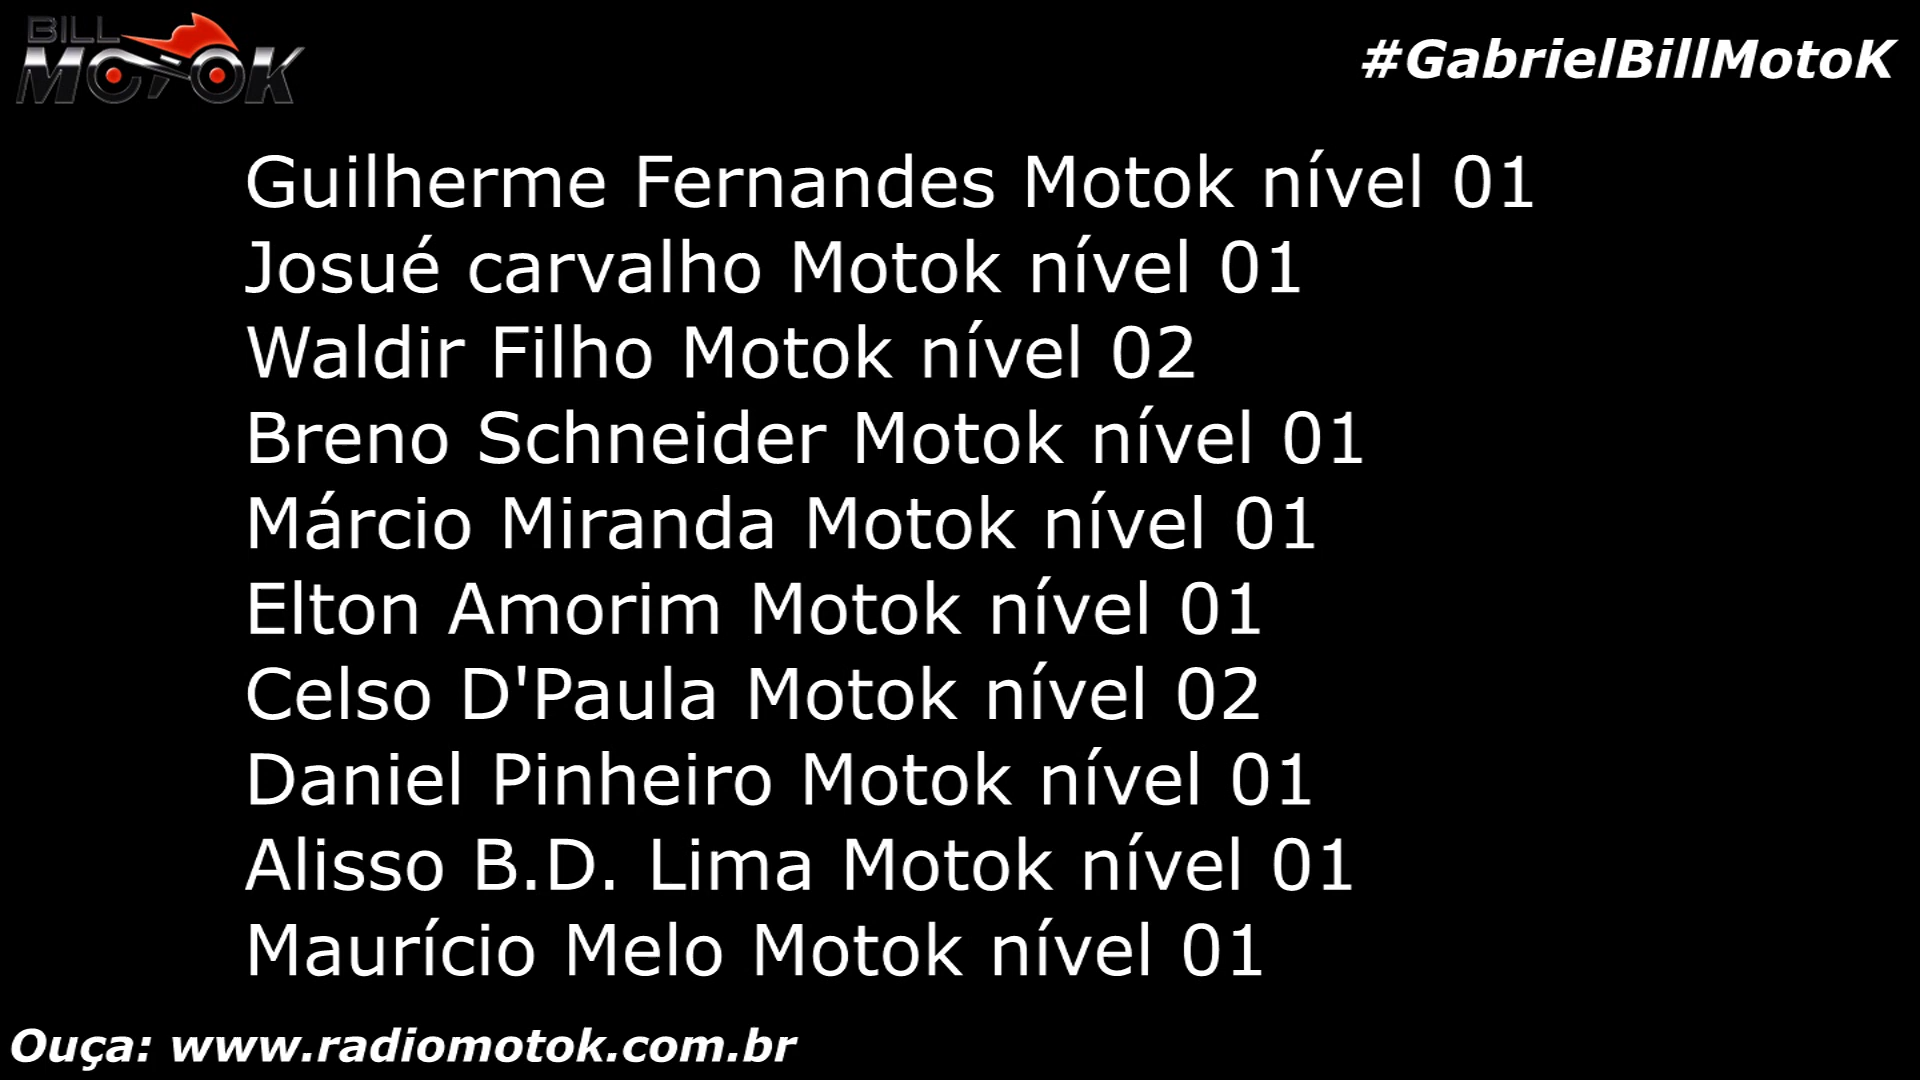 BILL
MOTOK
#GabrielBillMotoK
Guilherme Fernandes Motok nível 01
Josué carvalho Motok nível 01
Waldir Filho Motok nível 02
Breno Schneider Motok nível 01
Márcio Miranda Motok nível 01
Elton Amorim Motok nível 01
Celso D'Paula Motok nível 02
Daniel Pinheiro Motok nível 01
Alisso B.D. Lima Motok nível 01
Maurício Melo Motok nível 01
Ouça: www.radiomotok.com.br